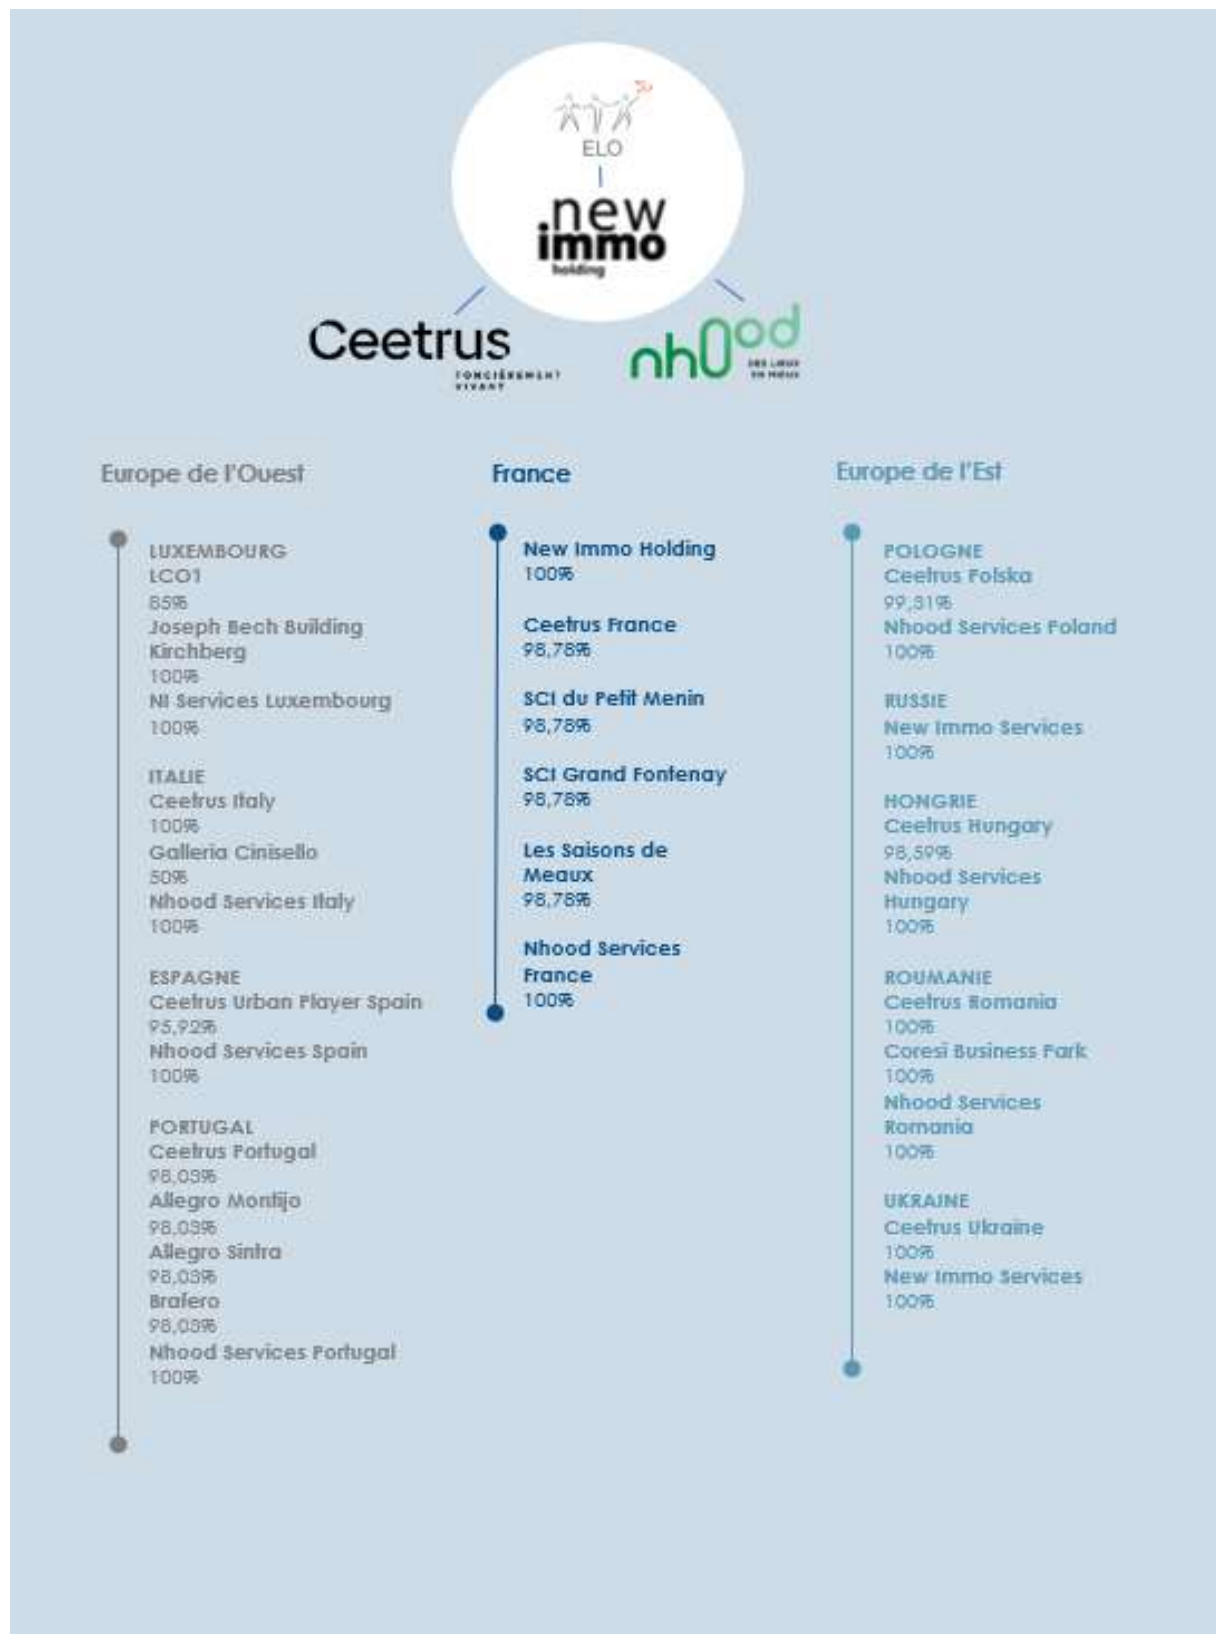 ELO
new
immo
holding
Ceetrus
FONCIÈREMENT
VIVANT
nhood
DES LIEUX
EN MIEUX
Europe de l'Ouest
LUXEMBOURG
LCO1
85%
Joseph Bech Building
Kirchberg
100%
NI Services Luxembourg
100%
ITALIE
Ceetrus Italy
100%
Galleria Cinisello
50%
Nhood Services Italy
100%
ESPAGNE
Ceetrus Urban Player Spain
95,92%
Nhood Services Spain
100%
PORTUGAL
Ceetrus Portugal
98,03%
Allegro Montijo
98,03%
Allegro Sintra
98,03%
Brafero
98,03%
Nhood Services Portugal
100%
France
New Immo Holding
100%
Ceetrus France
98,78%
SCI du Petit Menin
98,78%
SCI Grand Fontenay
98,78%
Les Saisons de
Meaux
98,78%
Nhood Services
France
100%
Europe de l'Est
POLOGNE
Ceetrus Polska
99,31%
Nhood Services Poland
100%
RUSSIE
New Immo Services
100%
HONGRIE
Ceetrus Hungary
98,59%
Nhood Services
Hungary
100%
ROUMANIE
Ceetrus Romania
100%
Coresi Business Park
100%
Nhood Services
Romania
100%
UKRAINE
Ceetrus Ukraine
100%
New Immo Services
100%